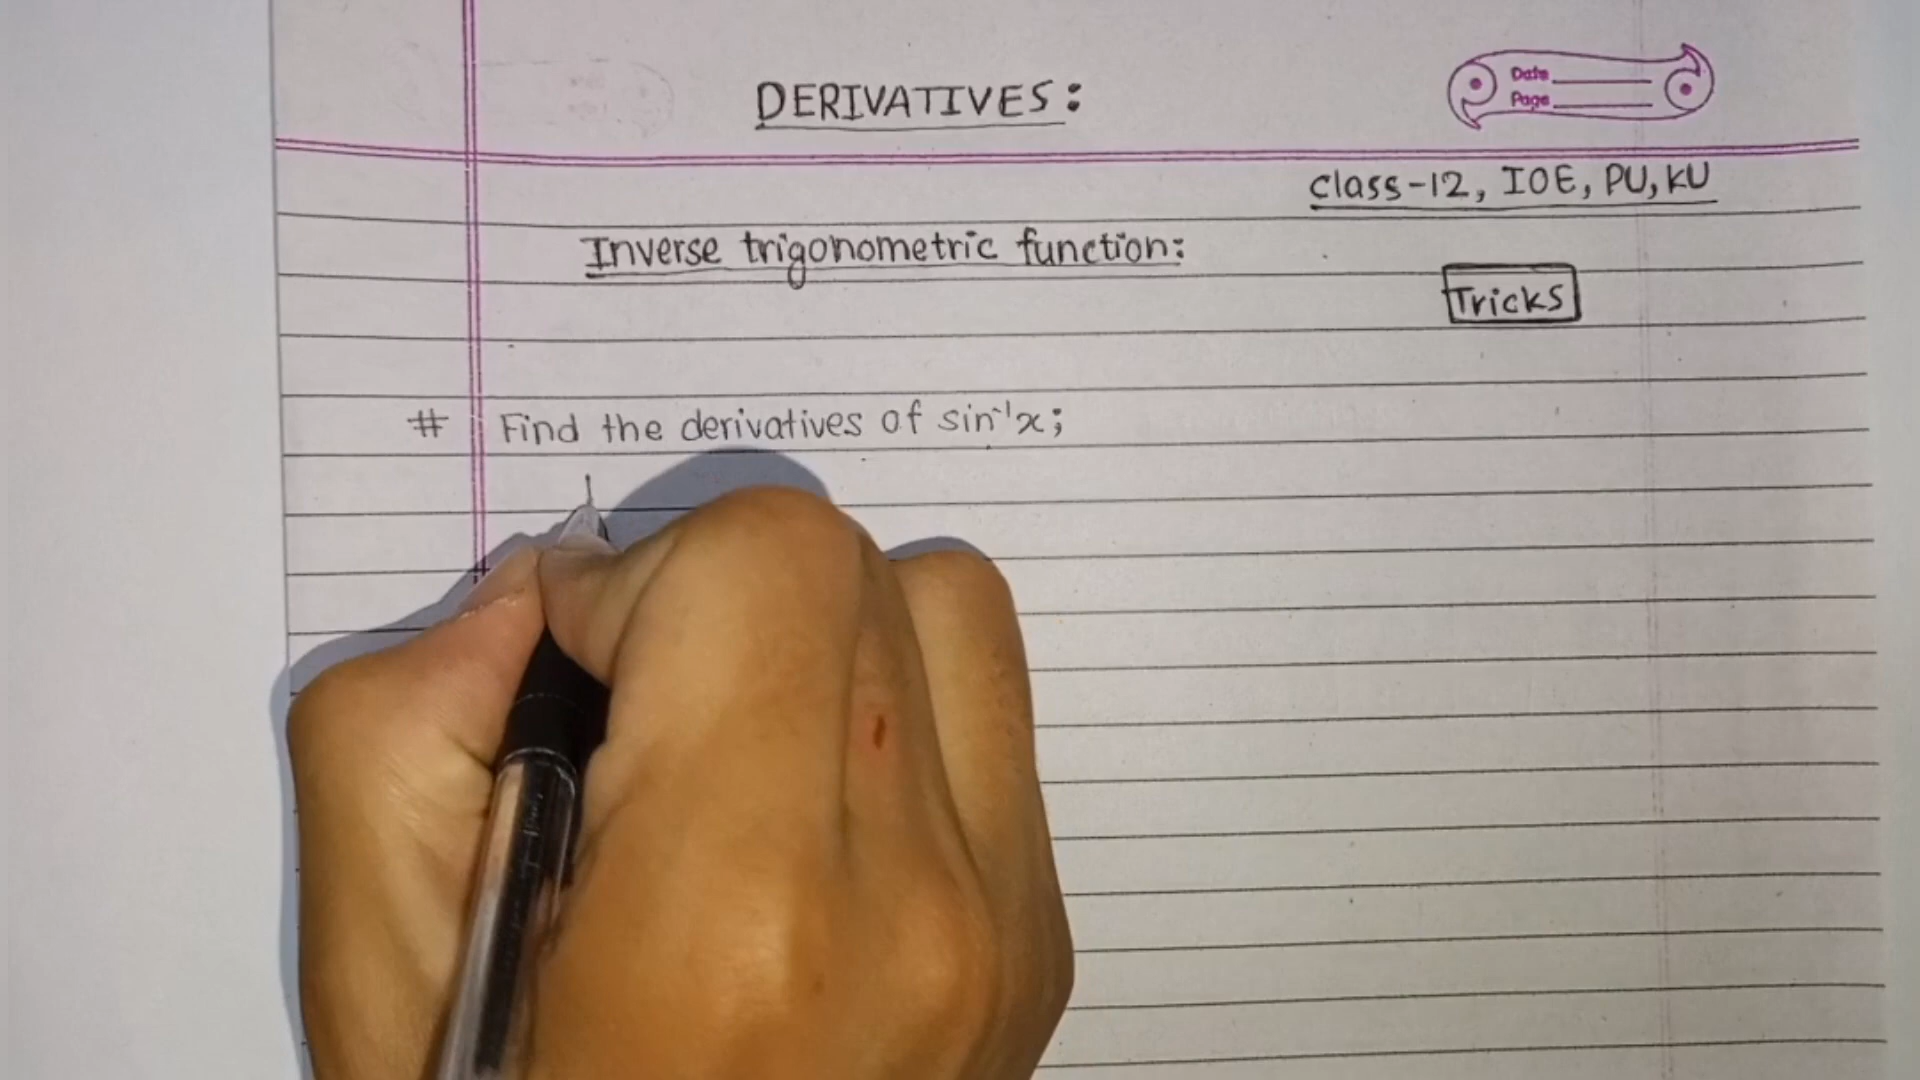 DERIVATIVES:
Date
Page
class-12, IOE, PU, KU
Inverse trigonometric function:
Tricks
# Find the derivatives of sin⁻¹x;